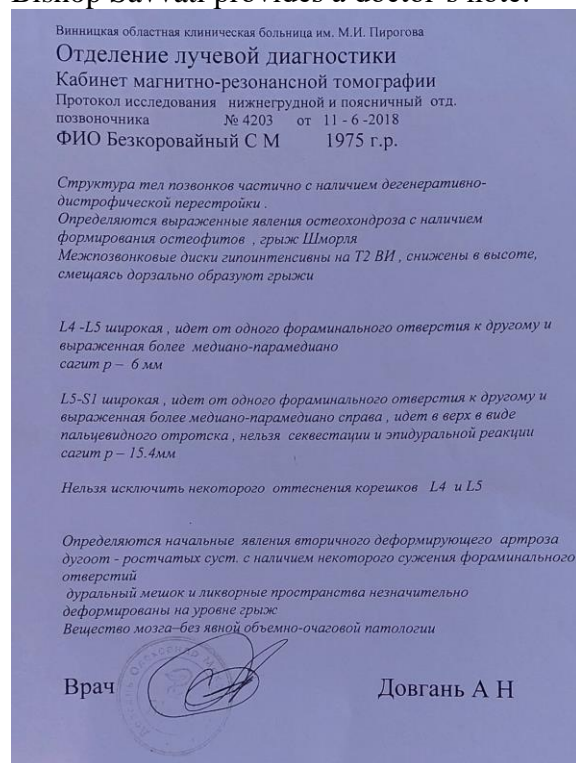 Bishop Savvati provides a doctor's note:
Винницкая областная клиническая больница им. М.И. Пирогова
Отделение лучевой диагностики
Кабинет магнитно-резонансной томографии
Протокол исследования нижнегрудной и поясничный отд.
позвоночника № 4203 от 11 - 6 -2018
ФИО Безкоровайный С М 1975 г.р.
Структура тел позвонков частично с наличием дегенеративно-
дистрофической перестройки .
Определяются выраженные явления остеохондроза с наличием
формирования остеофитов , грыж Шморля
Межпозвонковые диски гипоинтенсивны на Т2 ВИ , снижены в высоте,
смещаясь дорзально образуют грыжи
L4 -L5 широкая , идет от одного фораминального отверстия к другому и
выраженная более медиано-парамедиано
сагит р – 6 мм
L5-S1 широкая , идет от одного фораминального отверстия к другому и
выраженная более медиано-парамедиано справа , идет в верх в виде
пальцевидного отротска , нельзя секвестации и эпидуральной реакции
сагит р – 15.4мм
Нельзя исключить некоторого оттеснения корешков L4 и L5
Определяются начальные явления вторичного деформирующего артроза
дугоот - ростчатых суст. с наличием некоторого сужения фораминального
отверстий
дуральный мешок и ликворные пространства незначительно
деформированы на уровне грыж
Вещество мозга–без явной объемно-очаговой патологии
Врач Довгань А Н